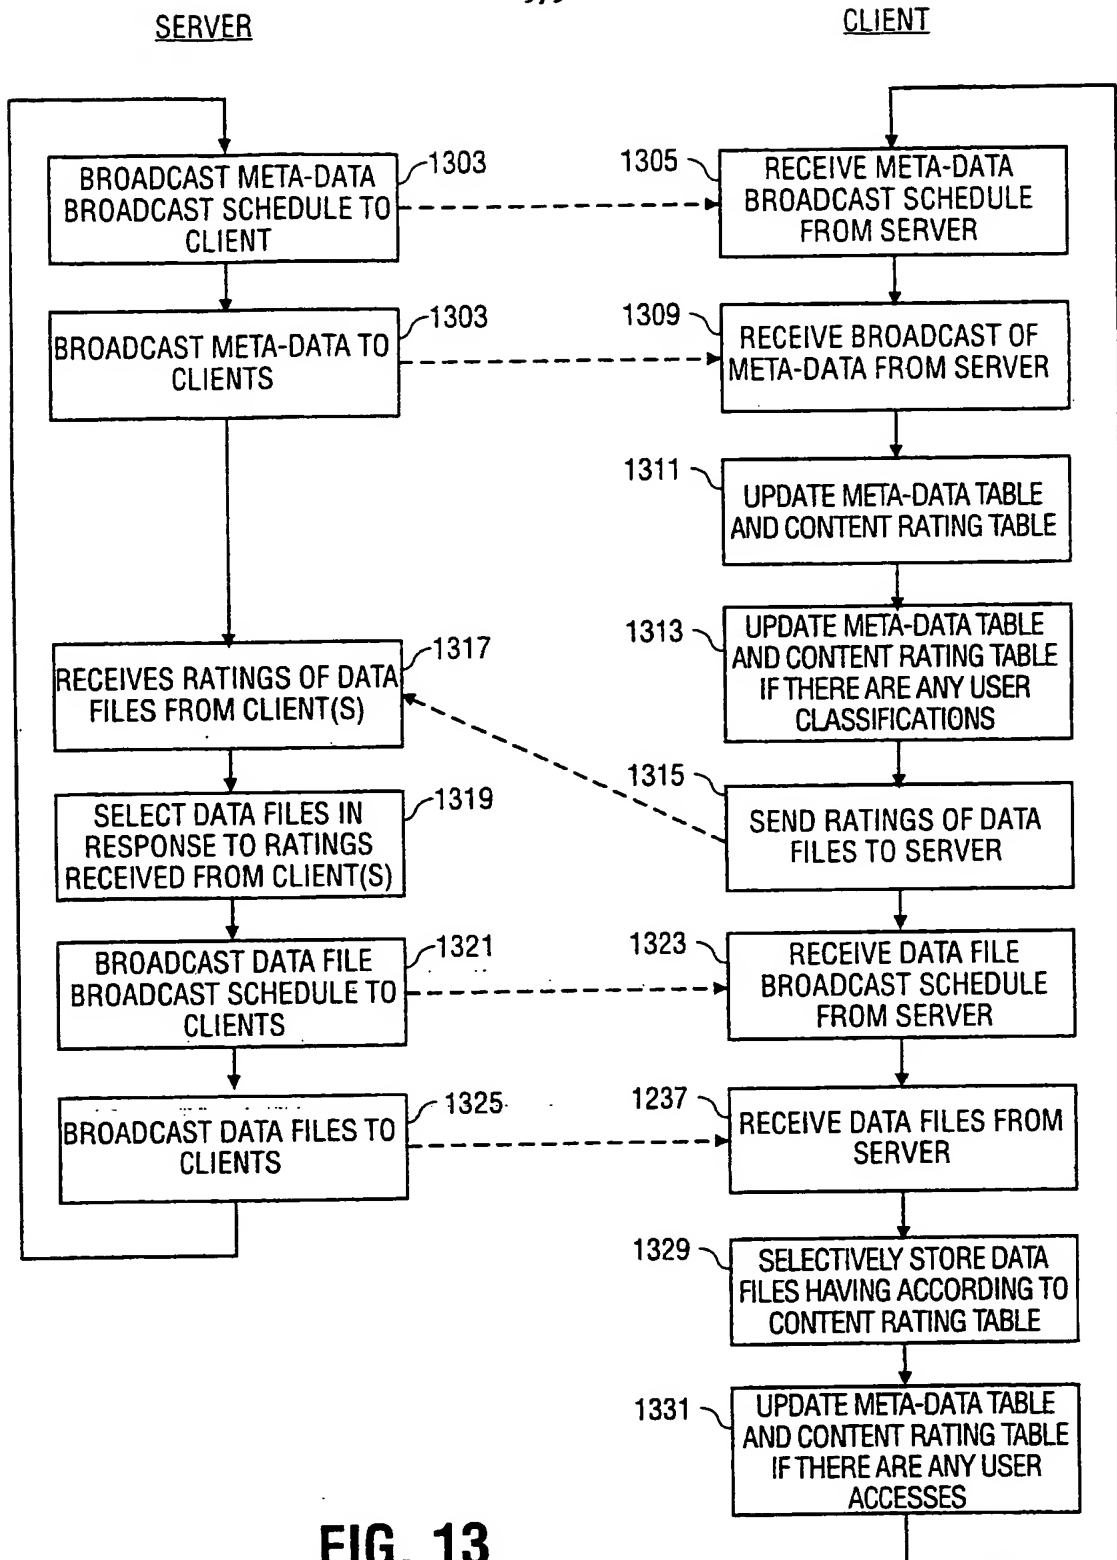 SERVER
CLIENT
BROADCAST META-DATA
BROADCAST SCHEDULE TO
CLIENT
1303
1305
RECEIVE META-DATA
BROADCAST SCHEDULE
FROM SERVER
BROADCAST META-DATA TO
CLIENTS
1303
1309
RECEIVE BROADCAST OF
META-DATA FROM SERVER
1311
UPDATE META-DATA TABLE
AND CONTENT RATING TABLE
1313
UPDATE META-DATA TABLE
AND CONTENT RATING TABLE
IF THERE ARE ANY USER
CLASSIFICATIONS
RECEIVES RATINGS OF DATA
FILES FROM CLIENT(S)
1317
1315
SEND RATINGS OF DATA
FILES TO SERVER
SELECT DATA FILES IN
RESPONSE TO RATINGS
RECEIVED FROM CLIENT(S)
1319
BROADCAST DATA FILE
BROADCAST SCHEDULE TO
CLIENTS
1321
1323
RECEIVE DATA FILE
BROADCAST SCHEDULE
FROM SERVER
BROADCAST DATA FILES TO
CLIENTS
1325
1237
RECEIVE DATA FILES FROM
SERVER
1329
SELECTIVELY STORE DATA
FILES HAVING ACCORDING TO
CONTENT RATING TABLE
1331
UPDATE META-DATA TABLE
AND CONTENT RATING TABLE
IF THERE ARE ANY USER
ACCESSES
FIG. 13